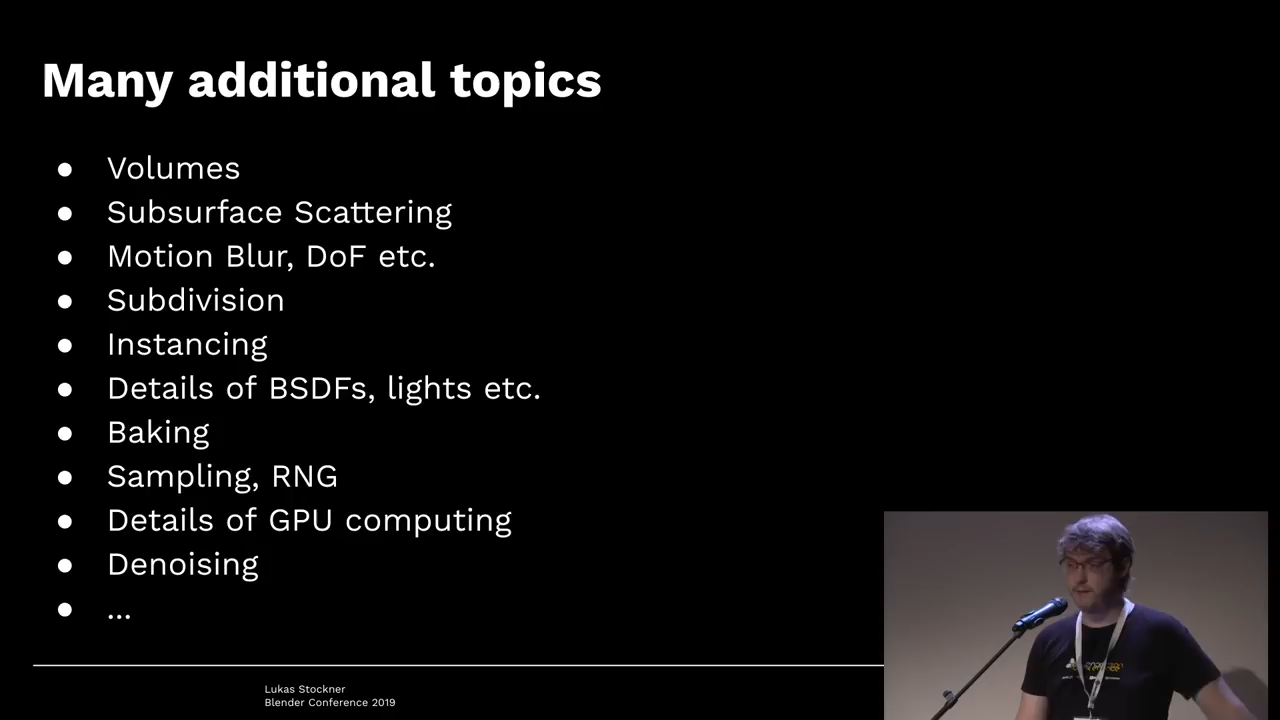 Many additional topics
● Volumes
● Subsurface Scattering
● Motion Blur, DoF etc.
● Subdivision
● Instancing
● Details of BSDFs, lights etc.
● Baking
● Sampling, RNG
● Details of GPU computing
● Denoising
● ...
Lukas Stockner
Blender Conference 2019